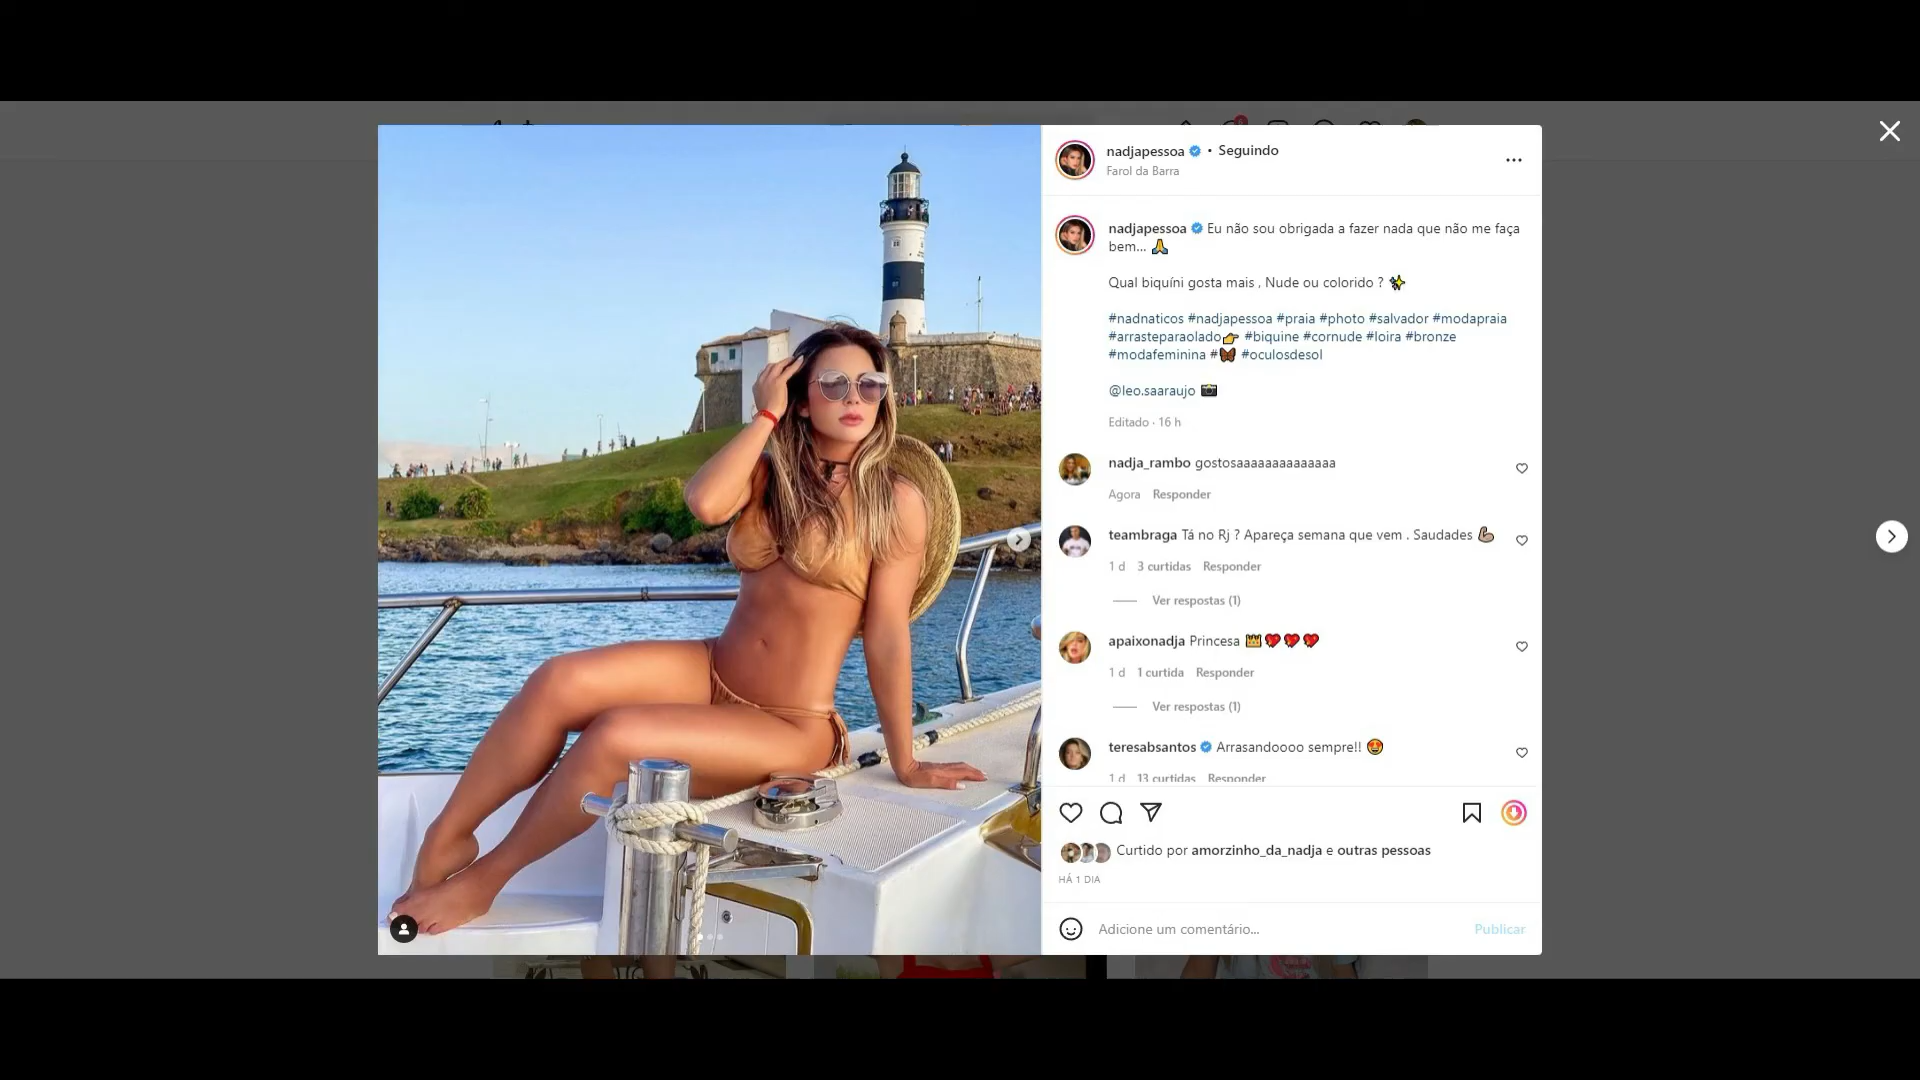 nadjapessoa • Seguindo
Farol da Barra
nadjapessoa Eu não sou obrigada a fazer nada que não me faça
bem... 🙏
Qual biquíni gosta mais , Nude ou colorido ? ✨
#nadnaticos #nadjapessoa #praia #photo #salvador #modapraia
#arrasteparaolado👉 #biquine #cornude #loira #bronze
#modafeminina #🦋 #oculosdesol
@leo.saaraujo 📸
Editado · 16 h
nadja_rambo gostosaaaaaaaaaaaaaa
Agora Responder
teambraga Tá no Rj ? Apareça semana que vem . Saudades 💪🏽
1 d 3 curtidas Responder
Ver respostas (1)
apaixonadja Princesa 👑💖💖💖
1 d 1 curtida Responder
Ver respostas (1)
teresabsantos Arrasandoooo sempre!! 😍
1 d 13 curtidas Responder
Curtido por amorzinho_da_nadja e outras pessoas
HÁ 1 DIA
Adicione um comentário... Publicar